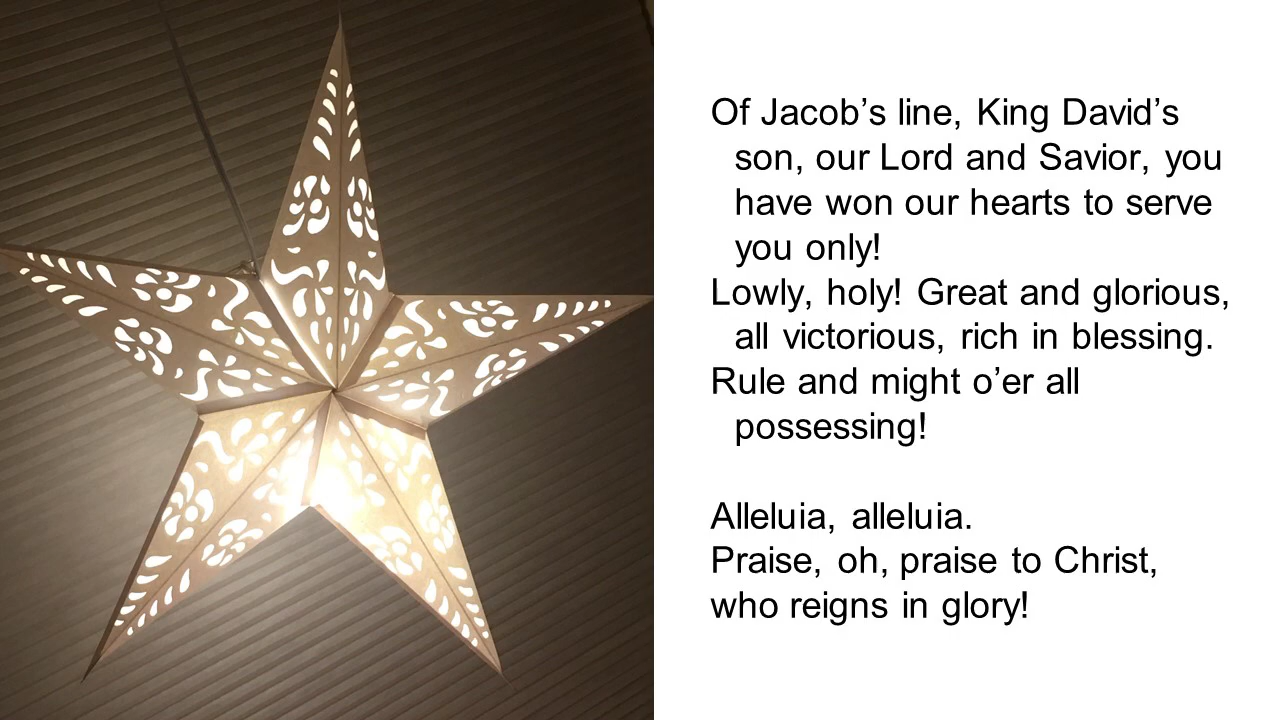 Of Jacob’s line, King David’s
son, our Lord and Savior, you
have won our hearts to serve
you only!
Lowly, holy! Great and glorious,
all victorious, rich in blessing.
Rule and might o’er all
possessing!

Alleluia, alleluia.
Praise, oh, praise to Christ,
who reigns in glory!